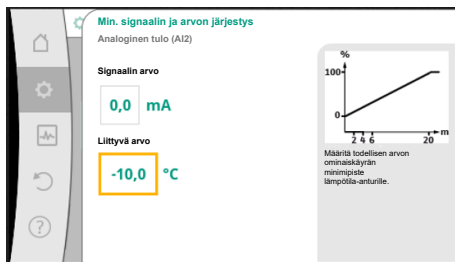 Min. signaalin ja arvon järjestys
Analoginen tulo (AI2)
Signaalin arvo
0,0 mA
Liittyvä arvo
-10,0 °C
%
100
0
2 4 6 20 m
Määritä todellisen arvon
ominaiskäyrän
minimipiste
lämpötila-anturille.
?